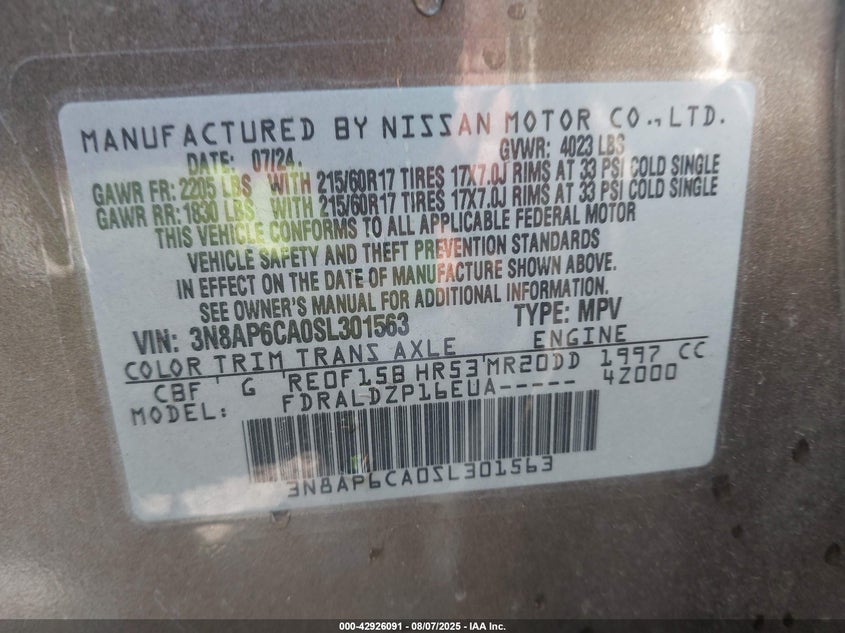 MANUFACTURED BY NISSAN MOTOR CO.,LTD.
DATE: 07/24. GVWR: 4023 LBS
GAWR FR: 2205 LBS WITH 215/60R17 TIRES 17X7.0J RIMS AT 33 PSI COLD SINGLE
GAWR RR: 1830 LBS WITH 215/60R17 TIRES 17X7.0J RIMS AT 33 PSI COLD SINGLE
THIS VEHICLE CONFORMS TO ALL APPLICABLE FEDERAL MOTOR
VEHICLE SAFETY AND THEFT PREVENTION STANDARDS
IN EFFECT ON THE DATE OF MANUFACTURE SHOWN ABOVE.
SEE OWNER'S MANUAL FOR ADDITIONAL INFORMATION.
VIN: 3N8AP6CA0SL301563 TYPE: MPV
COLOR TRIM TRANS AXLE ENGINE
CBF G RE0F15B HR53 MR20DD 1997 CC
MODEL: FDRALDZP16EUA----- 4Z000
3N8AP6CA0SL301563
000-42926091 - 08/07/2025 - IAA Inc.